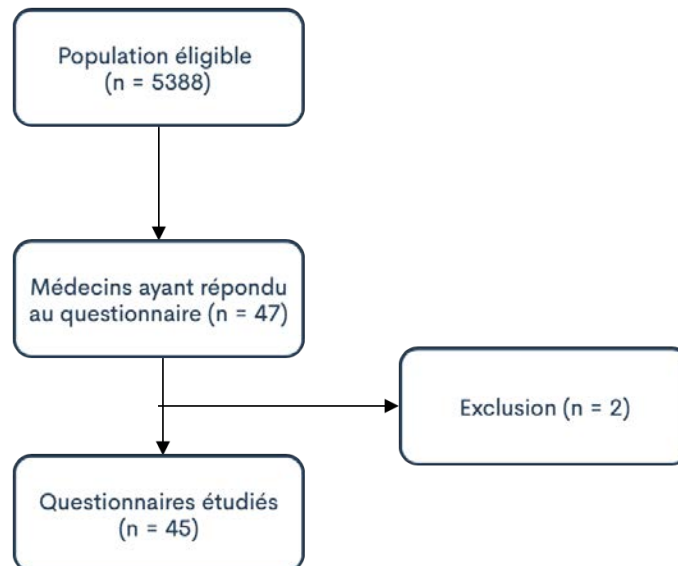 Population éligible
(n = 5388)
Médecins ayant répondu
au questionnaire (n = 47)
Exclusion (n = 2)
Questionnaires étudiés
(n = 45)